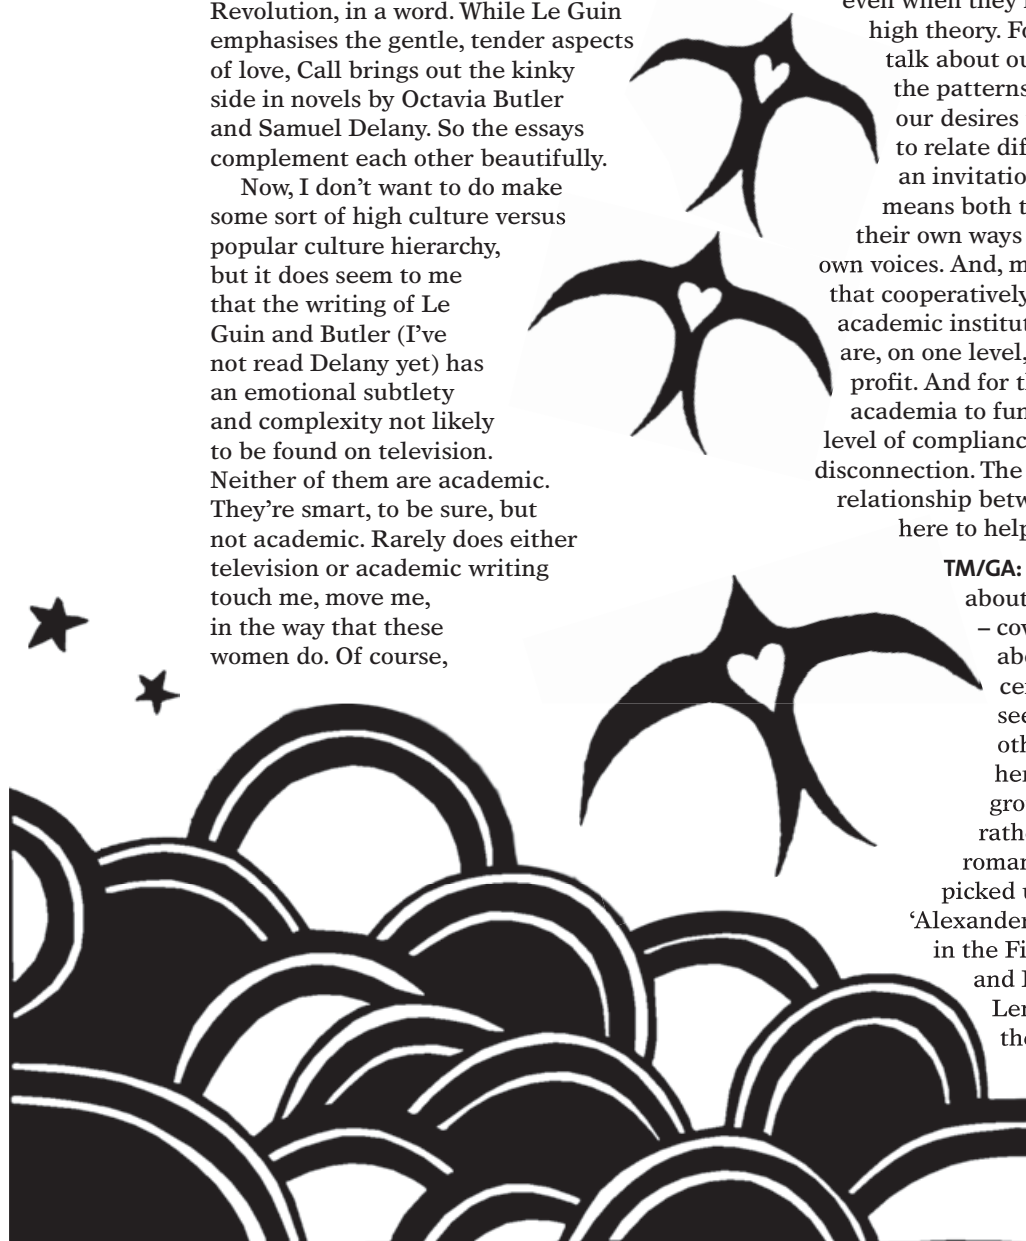 Revolution, in a word. While Le Guin
emphasises the gentle, tender aspects
of love, Call brings out the kinky
side in novels by Octavia Butler
and Samuel Delany. So the essays
complement each other beautifully.
Now, I don’t want to do make
some sort of high culture versus
popular culture hierarchy,
but it does seem to me
that the writing of Le
Guin and Butler (I’ve
not read Delany yet) has
an emotional subtlety
and complexity not likely
to be found on television.
Neither of them are academic.
They’re smart, to be sure, but
not academic. Rarely does either
television or academic writing
touch me, move me,
in the way that these
women do. Of course,
even when they
high theory. Fo
talk about ou
the patterns
our desires
to relate dif
an invitatio
means both t
their own ways
own voices. And, m
that cooperatively
academic institut
are, on one level,
profit. And for th
academia to fun
level of complianc
disconnection. The
relationship betw
here to help
TM/GA:
about
– cov
abo
cer
see
oth
her
gro
rath
roman
picked u
‘Alexander
in the Fi
and
Len
the